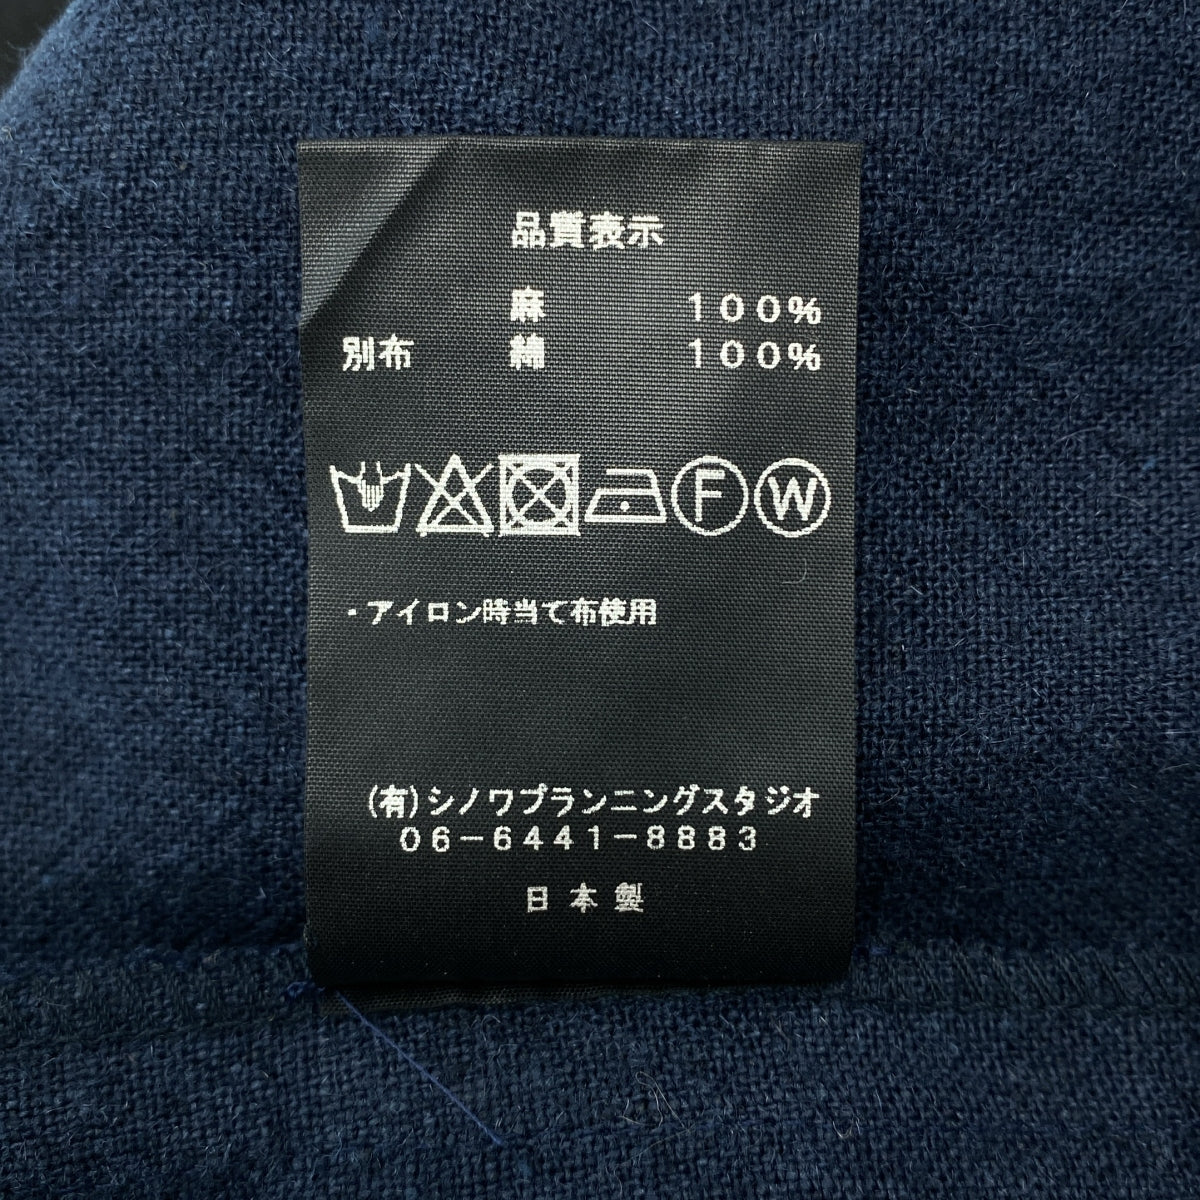 品質表示
麻 100%
別布 綿 100%
F W
・アイロン時当て布使用
(有)シノワプランニングスタジオ
06-6441-8883
日本製